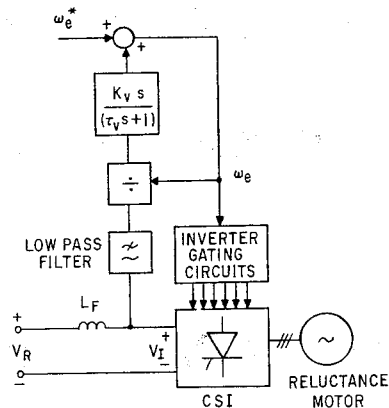 ωe*
+
+
Kv s
(τv s+1)
÷
ωe
LOW PASS
FILTER
≁
∼
INVERTER
GATING
CIRCUITS
LF
+
VR
−
VI
+
−
CSI
∼
RELUCTANCE
MOTOR